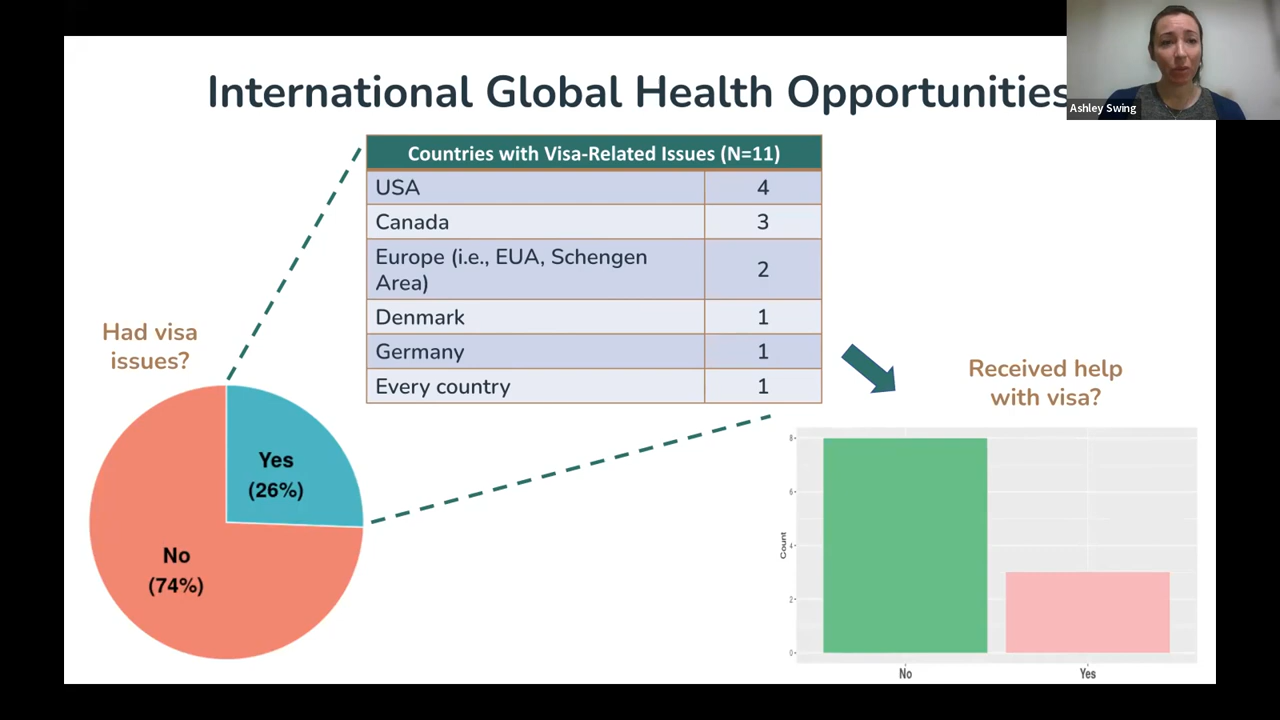 International Global Health Opportunities
Ashley Swing
Countries with Visa-Related Issues (N=11)
USA 4
Canada 3
Europe (i.e., EUA, Schengen
Area) 2
Denmark 1
Germany 1
Every country 1
Had visa
issues?
Yes
(26%)
No
(74%)
Received help
with visa?
8
6
4
2
0
Count
No Yes